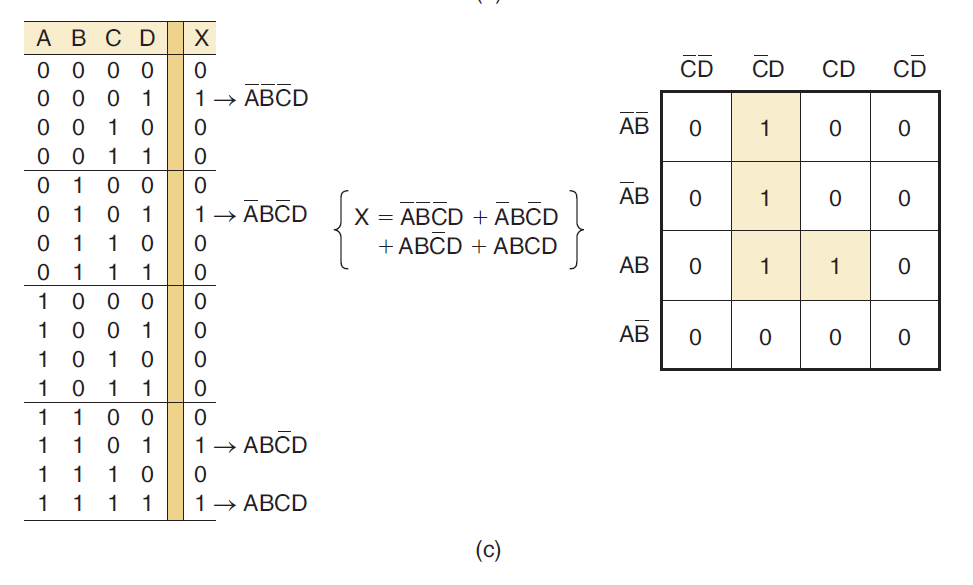 A B C D X
0 0 0 0 0
0 0 0 1 1 → A̅B̅C̅D
0 0 1 0 0
0 0 1 1 0
0 1 0 0 0
0 1 0 1 1 → A̅BC̅D
0 1 1 0 0
0 1 1 1 0
1 0 0 0 0
1 0 0 1 0
1 0 1 0 0
1 0 1 1 0
1 1 0 0 0
1 1 0 1 1 → ABC̅D
1 1 1 0 0
1 1 1 1 1 → ABCD
{ X = A̅B̅C̅D + A̅BC̅D
+ ABC̅D + ABCD }
C̅D̅ C̅D CD CD̅
A̅B̅ 0 1 0 0
A̅B 0 1 0 0
AB 0 1 1 0
AB̅ 0 0 0 0
(c)